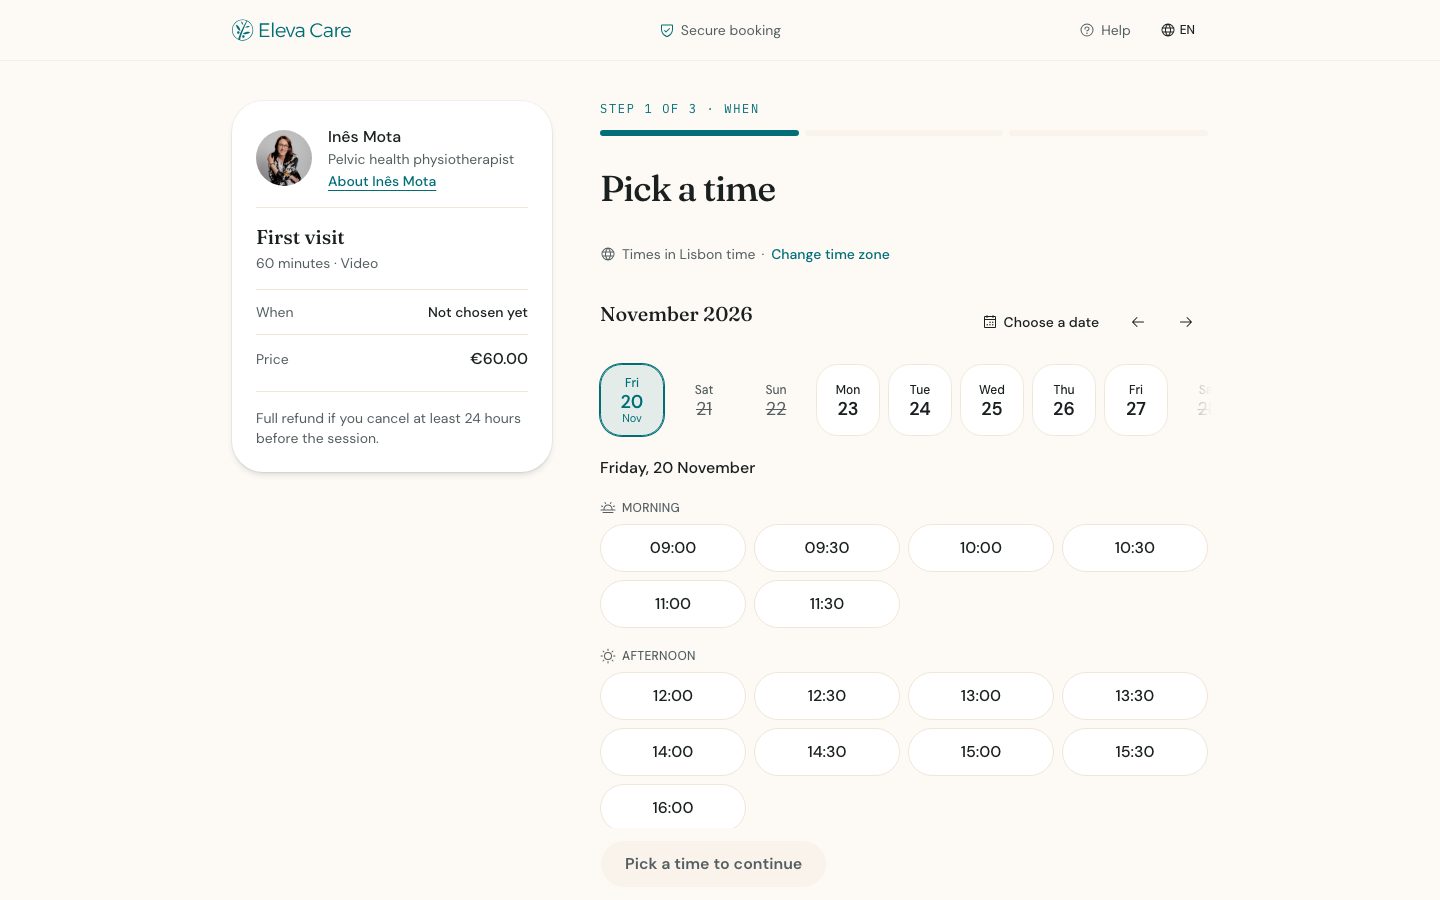 Eleva Care
Secure booking
Help
EN
Inês Mota
Pelvic health physiotherapist
About Inês Mota
First visit
60 minutes · Video
When Not chosen yet
Price €60.00
Full refund if you cancel at least 24 hours
before the session.
STEP 1 OF 3 · WHEN
Pick a time
Times in Lisbon time · Change time zone
November 2026
Choose a date
Fri 20 Nov
Sat 21
Sun 22
Mon 23
Tue 24
Wed 25
Thu 26
Fri 27
Friday, 20 November
MORNING
09:00 09:30 10:00 10:30
11:00 11:30
AFTERNOON
12:00 12:30 13:00 13:30
14:00 14:30 15:00 15:30
16:00
Pick a time to continue